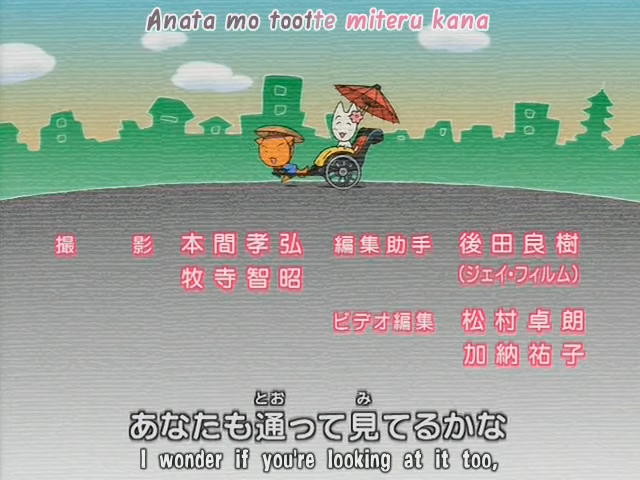 Anata mo tootte miteru kana
撮 影 本間孝弘 編集助手 後田良樹
牧寺智昭 (ジェイ・フィルム)
ビデオ編集 松村卓朗
加納祐子
とお み
あなたも通って見てるかな
I wonder if you're looking at it too,